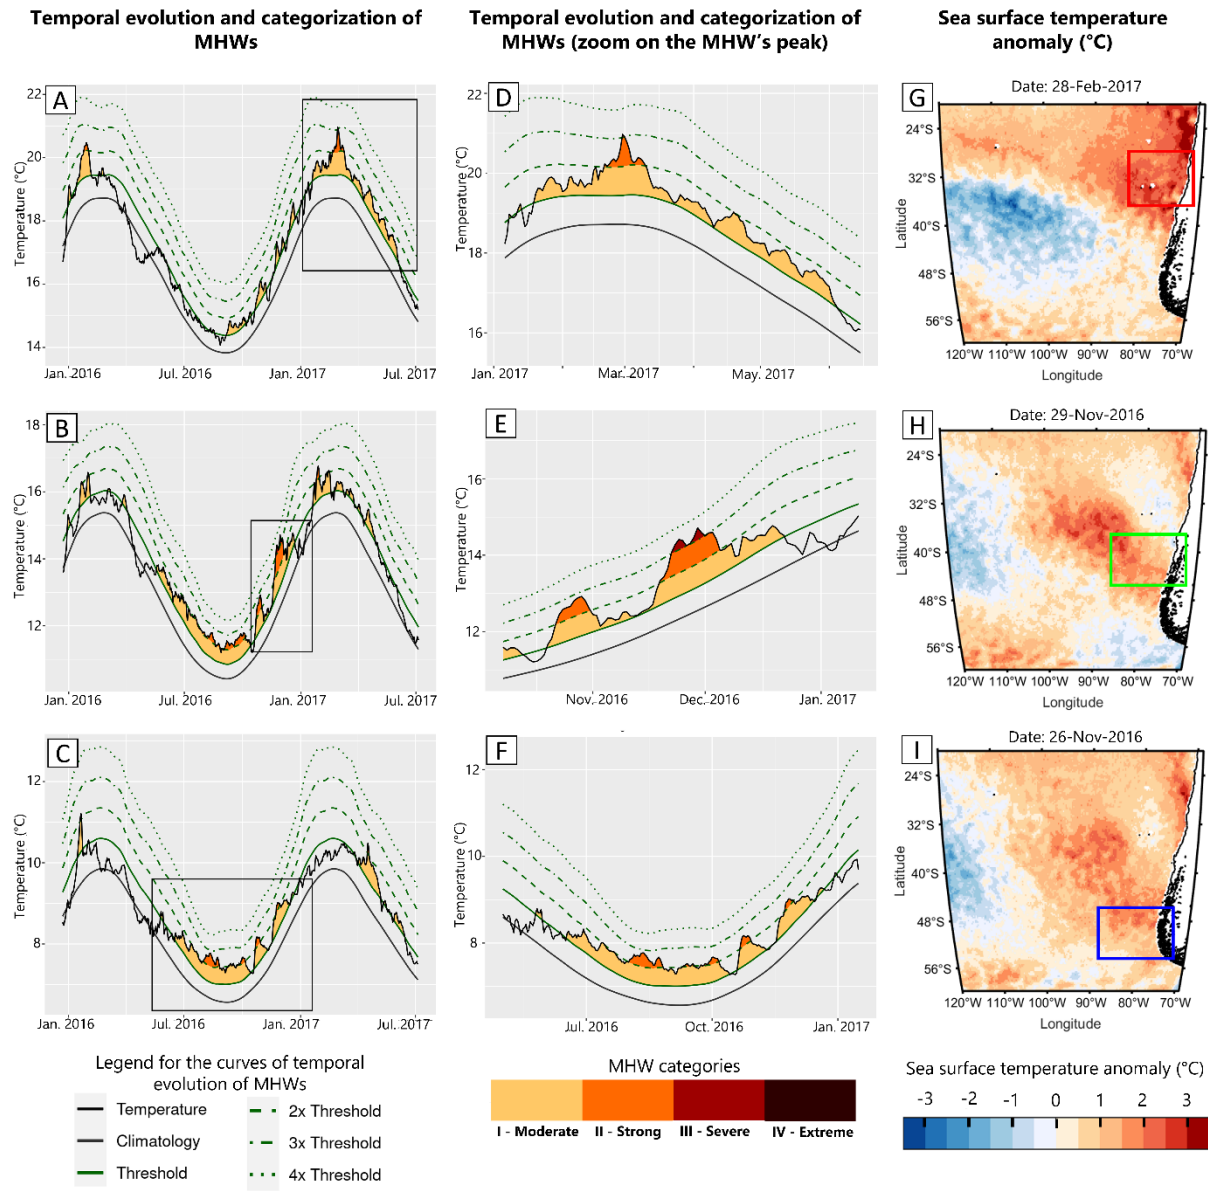 Temporal evolution and categorization of
MHWs
Temporal evolution and categorization of
MHWs (zoom on the MHW's peak)
Sea surface temperature
anomaly (°C)
A
22
20
18
16
14
Temperature (°C)
Jan. 2016
Jul. 2016
Jan. 2017
Jul. 2017
D
22
20
18
16
Temperature (°C)
Jan. 2017
Mar. 2017
May. 2017
G
Date: 28-Feb-2017
24°S
32°S
40°S
48°S
56°S
Latitude
120°W 110°W 100°W 90°W 80°W 70°W
Longitude
B
18
16
14
12
Temperature (°C)
Jan. 2016
Jul. 2016
Jan. 2017
Jul. 2017
E
16
14
12
Temperature (°C)
Nov. 2016
Dec. 2016
Jan. 2017
H
Date: 29-Nov-2016
24°S
32°S
40°S
48°S
56°S
Latitude
120°W 110°W 100°W 90°W 80°W 70°W
Longitude
C
12
10
8
Temperature (°C)
Jan. 2016
Jul. 2016
Jan. 2017
Jul. 2017
F
12
10
8
Temperature (°C)
Jul. 2016
Oct. 2016
Jan. 2017
I
Date: 26-Nov-2016
24°S
32°S
40°S
48°S
56°S
Latitude
120°W 110°W 100°W 90°W 80°W 70°W
Longitude
Legend for the curves of temporal
evolution of MHWs
Temperature
Climatology
Threshold
2x Threshold
3x Threshold
4x Threshold
MHW categories
I - Moderate
II - Strong
III - Severe
IV - Extreme
Sea surface temperature anomaly (°C)
-3 -2 -1 0 1 2 3